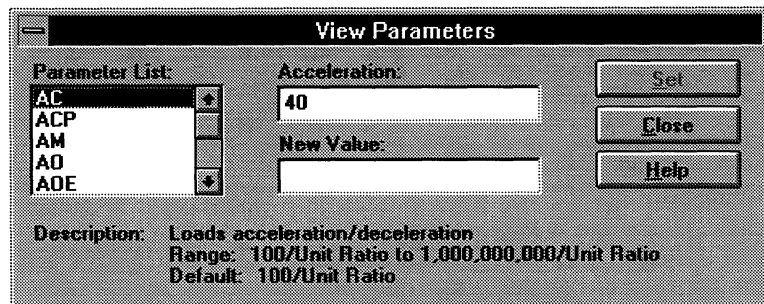 View Parameters
Parameter List:
AC
ACP
AM
AO
AOE
Acceleration:
40
New Value:
Set
Close
Help
Description: Loads acceleration/deceleration
Range: 100/Unit Ratio to 1,000,000,000/Unit Ratio
Default: 100/Unit Ratio